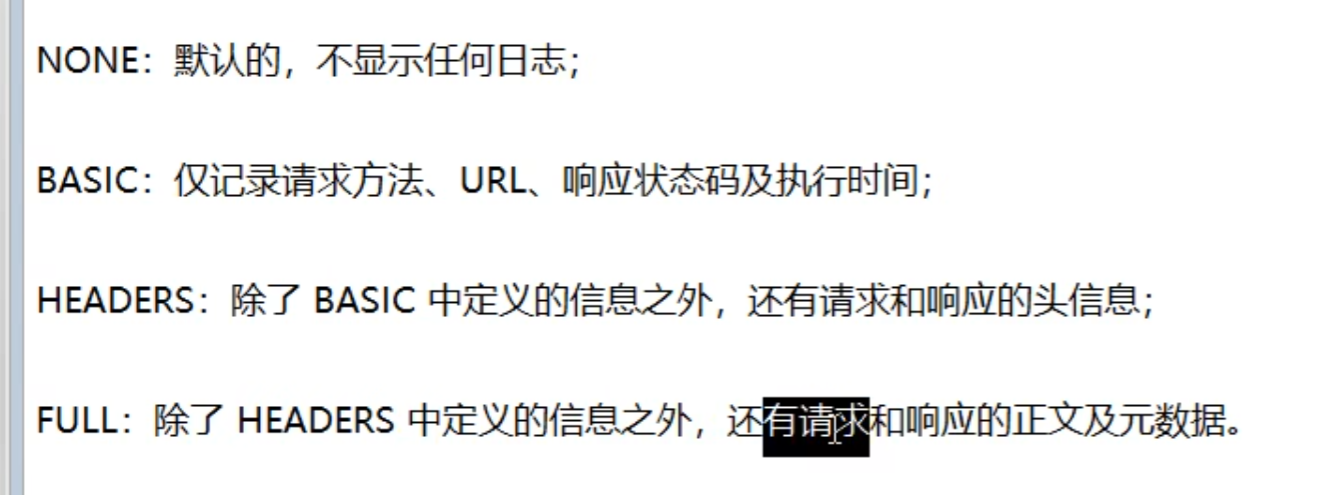 NONE：默认的，不显示任何日志；
BASIC：仅记录请求方法、URL、响应状态码及执行时间；
HEADERS：除了 BASIC 中定义的信息之外，还有请求和响应的头信息；
FULL：除了 HEADERS 中定义的信息之外，还有请求和响应的正文及元数据。